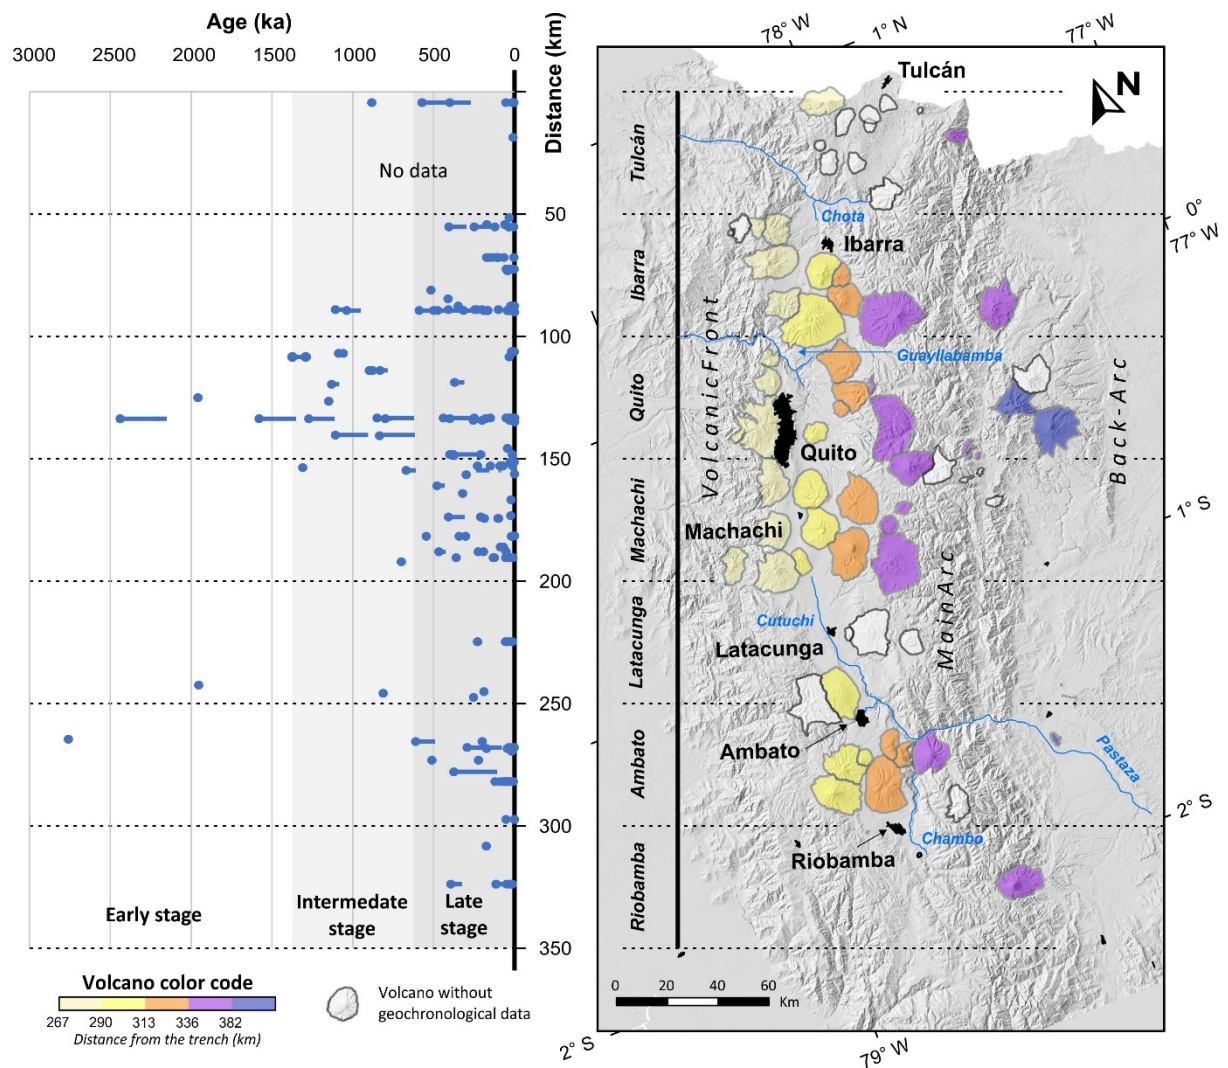 Age (ka)
3000 2500 2000 1500 1000 500 0
Distance (km)
No data
50
100
150
200
250
300
350
Early stage
Intermedate
stage
Late
stage
Volcano color code
267 290 313 336 382
Distance from the trench (km)
Volcano without
geochronological data
78° W
1° N
77° W
Tulcán
N
Tulcán
Chota
0°
77° W
Ibarra
Ibarra
Volcanic Front
Guayllabamba
Quito
Quito
Back-Arc
Machachi
Machachi
1° S
Main Arc
Cutuchi
Latacunga
Latacunga
Ambato
Ambato
Pastaza
2° S
Chambo
Riobamba
Riobamba
0 20 40 60
Km
2° S
79° W